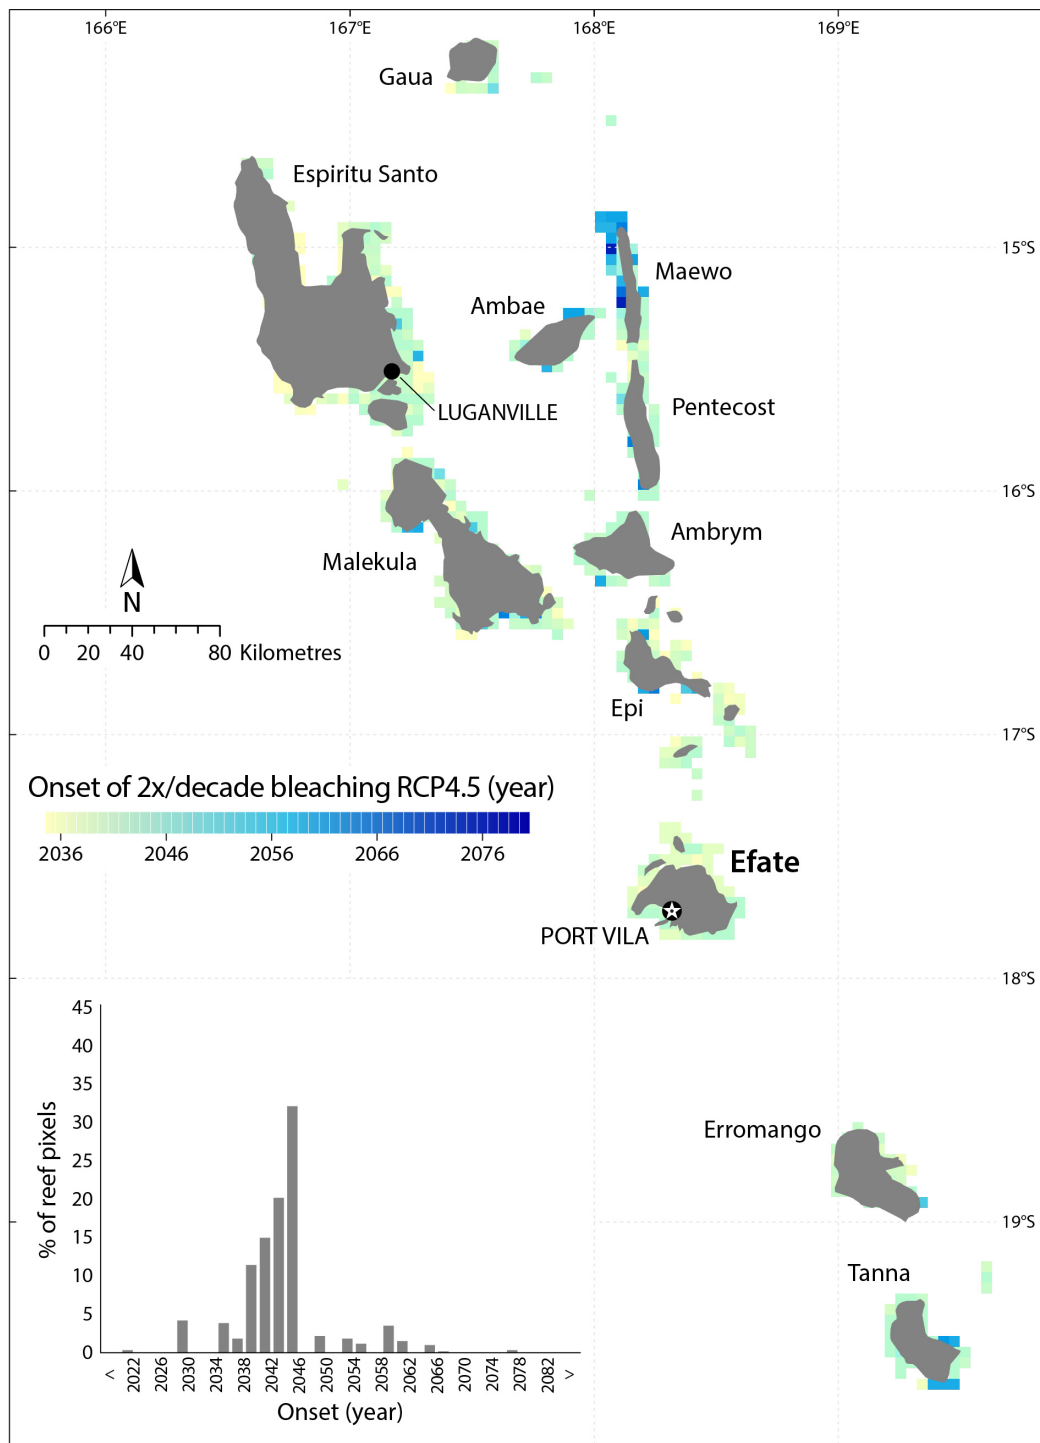 166°E 167°E 168°E 169°E
Gaua
Espiritu Santo
15°S
Maewo
Ambae
Pentecost
LUGANVILLE
16°S
Ambrym
Malekula
N
0 20 40 80 Kilometres
Epi
17°S
Onset of 2x/decade bleaching RCP4.5 (year)
2036 2046 2056 2066 2076
Efate
PORT VILA
18°S
45
40
35
30
25
20
15
10
5
0
% of reef pixels
< 2022 2026 2030 2034 2038 2042 2046 2050 2054 2058 2062 2066 2070 2074 2078 2082 >
Onset (year)
Erromango
19°S
Tanna